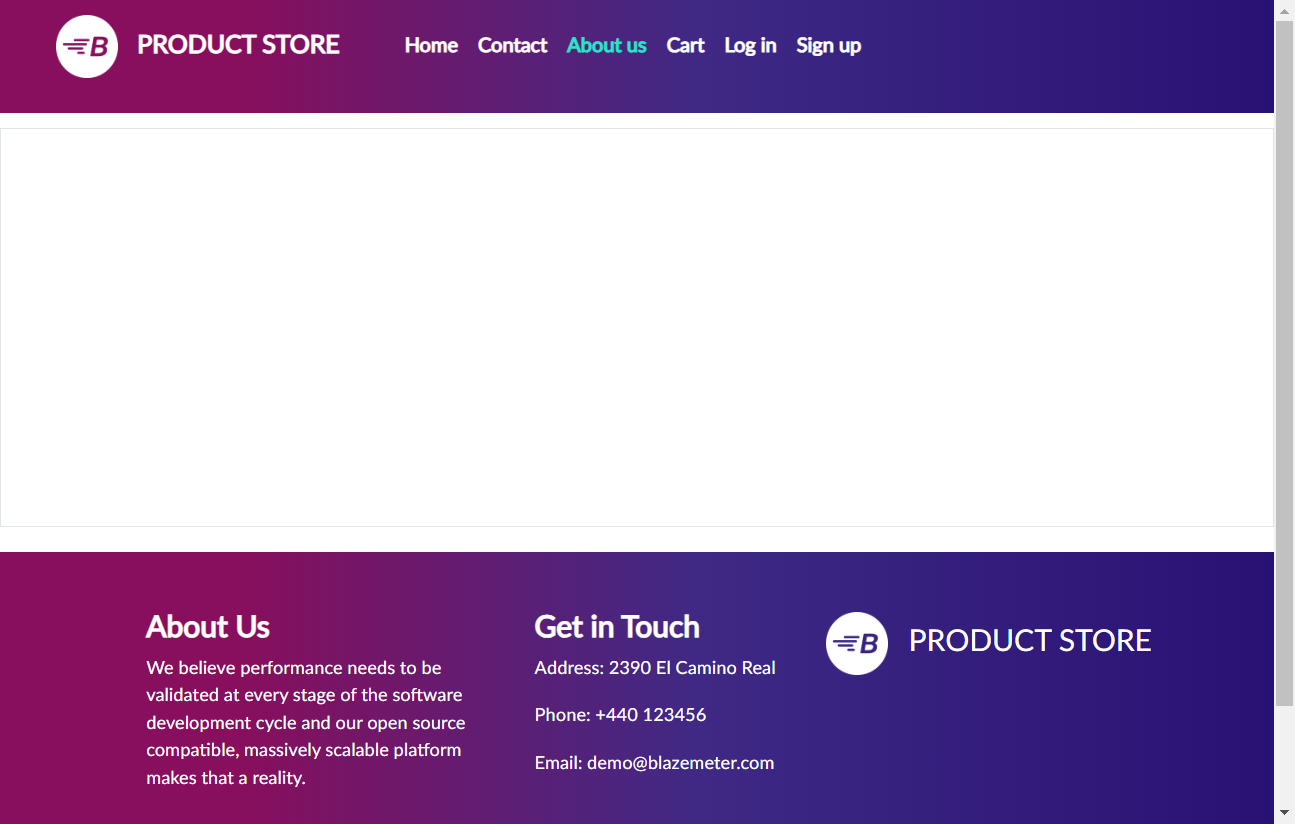 B PRODUCT STORE Home Contact About us Cart Log in Sign up
About Us
We believe performance needs to be
validated at every stage of the software
development cycle and our open source
compatible, massively scalable platform
makes that a reality.
Get in Touch
Address: 2390 El Camino Real
Phone: +440 123456
Email: demo@blazemeter.com
B PRODUCT STORE